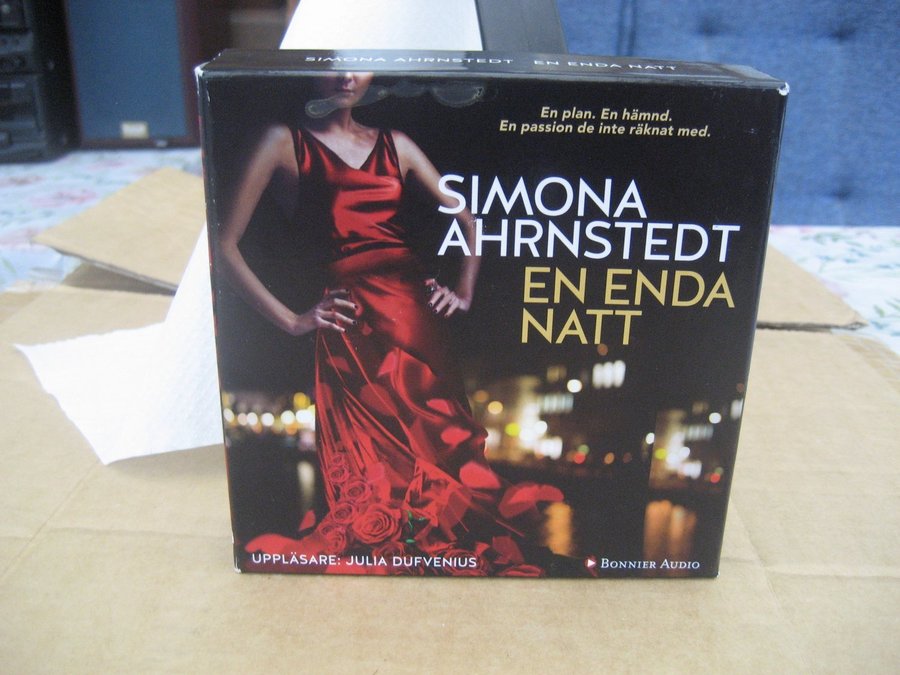 SIMONA AHRNSTEDT EN ENDA NATT
En plan. En hämnd.
En passion de inte räknat med.
SIMONA
AHRNSTEDT
EN ENDA
NATT
UPPLÄSARE: JULIA DUFVENIUS
BONNIER AUDIO